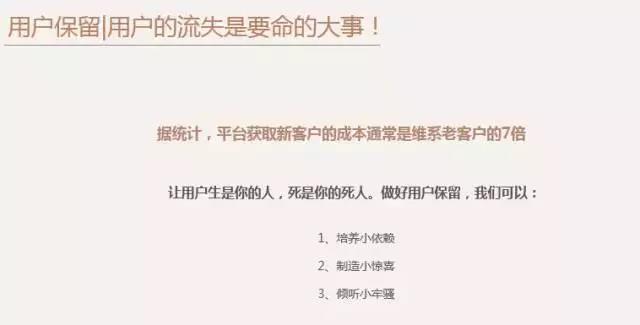 用户保留|用户的流失是要命的大事！
据统计，平台获取新客户的成本通常是维系老客户的7倍
让用户生是你的人，死是你的死人。做好用户保留，我们可以：
1、培养小依赖
2、制造小惊喜
3、倾听小牢骚